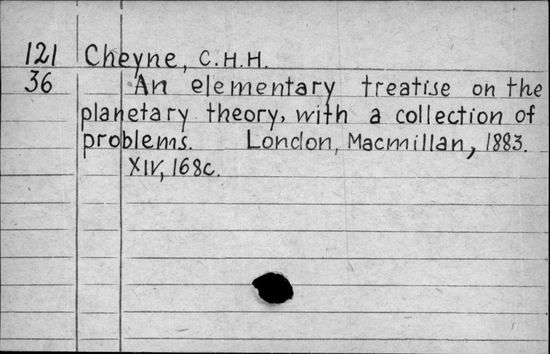 121 Cheyne, C.H.H.
36 An elementary treatise on the
planetary theory, with a collection of
problems. London, Macmillan, 1883.
XIV, 168c.